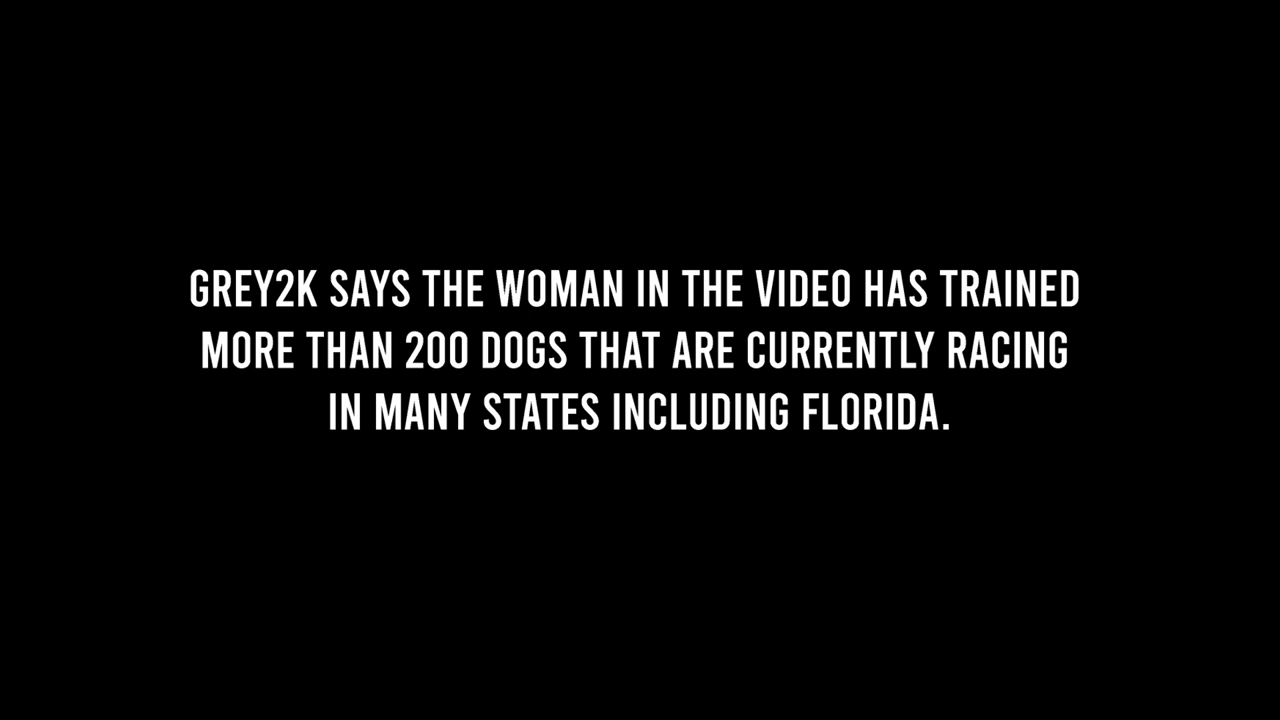 GREY2K SAYS THE WOMAN IN THE VIDEO HAS TRAINED
MORE THAN 200 DOGS THAT ARE CURRENTLY RACING
IN MANY STATES INCLUDING FLORIDA.